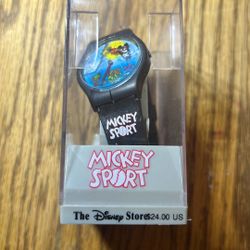 MICKEY
SPORT
MICKEY
SPORT
The Disney Store $24.00 US